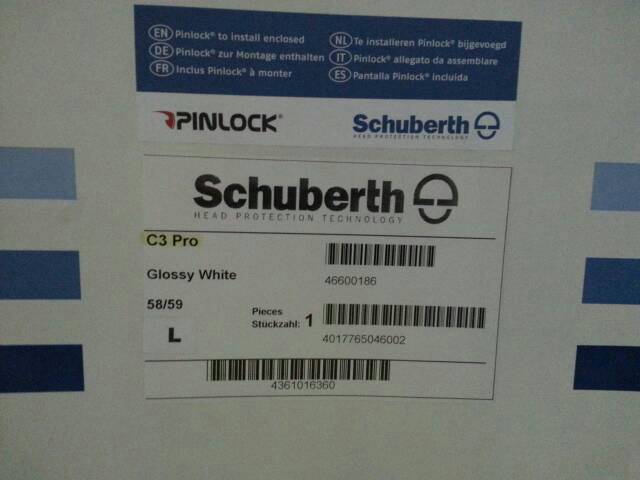 EN Pinlock® to install enclosed
DE Pinlock® zur Montage enthalten
FR Inclus Pinlock® à monter
NL Te installeren Pinlock® bijgevoegd
IT Pinlock® allegato da assemblare
ES Pantalla Pinlock® incluida
PINLOCK®
Schuberth
HEAD PROTECTION TECHNOLOGY
Schuberth
HEAD PROTECTION TECHNOLOGY
C3 Pro
46600186
Glossy White
58/59
Pieces
Stückzahl: 1
4017765046002
L
4361016360